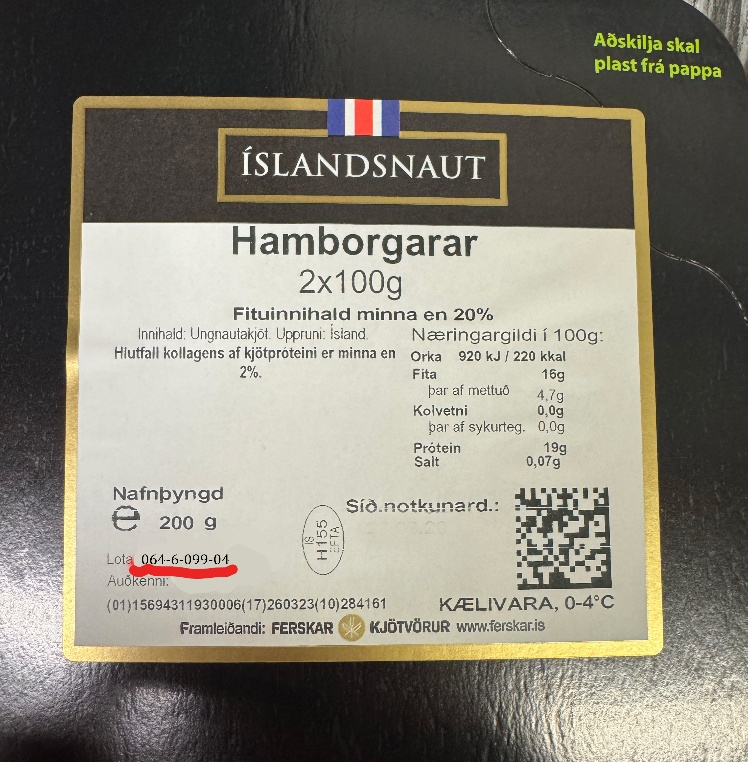 Aðskilja skal
plast frá pappa
ÍSLANDSNAUT
Hamborgarar
2x100g
Fituinnihald minna en 20%
Innihald: Ungnautakjöt. Uppruni: Ísland.
Hlutfall kollagens af kjötpróteini er minna en
2%.
Næringargildi í 100g:
Orka 920 kJ / 220 kkal
Fita 16g
þar af mettuð 4,7g
Kolvetni 0,0g
þar af sykurteg. 0,0g
Prótein 19g
Salt 0,07g
Nafnþyngd
e 200 g
IS
H155
EFTA
Síð.notkunard.:
Lota 064-6-099-04
Auðkenni:
(01)15694311930006(17)260323(10)284161
KÆLIVARA, 0-4°C
Framleiðandi: FERSKAR KJÖTVÖRUR www.ferskar.is